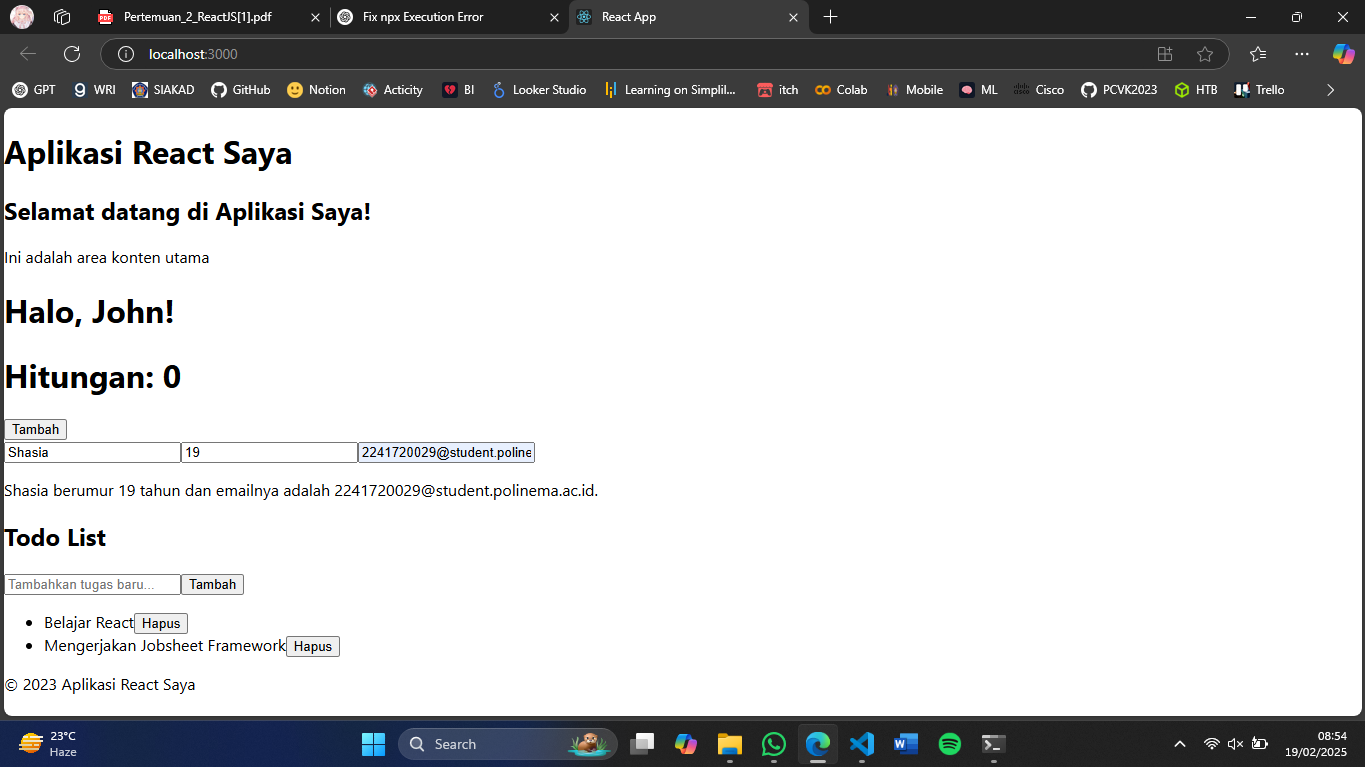 Pertemuan_2_ReactJS[1].pdf
Fix npx Execution Error
React App
localhost:3000
GPT
WRI
SIAKAD
GitHub
Notion
Acticity
BI
Looker Studio
Learning on Simplil...
itch
Colab
Mobile
ML
Cisco
PCVK2023
HTB
Trello
Aplikasi React Saya
Selamat datang di Aplikasi Saya!
Ini adalah area konten utama
Halo, John!
Hitungan: 0
Tambah
Shasia 19 2241720029@student.poline
Shasia berumur 19 tahun dan emailnya adalah 2241720029@student.polinema.ac.id.
Todo List
Tambahkan tugas baru... Tambah
Belajar React Hapus
Mengerjakan Jobsheet Framework Hapus
© 2023 Aplikasi React Saya
23°C
Haze
Search
08:54
19/02/2025